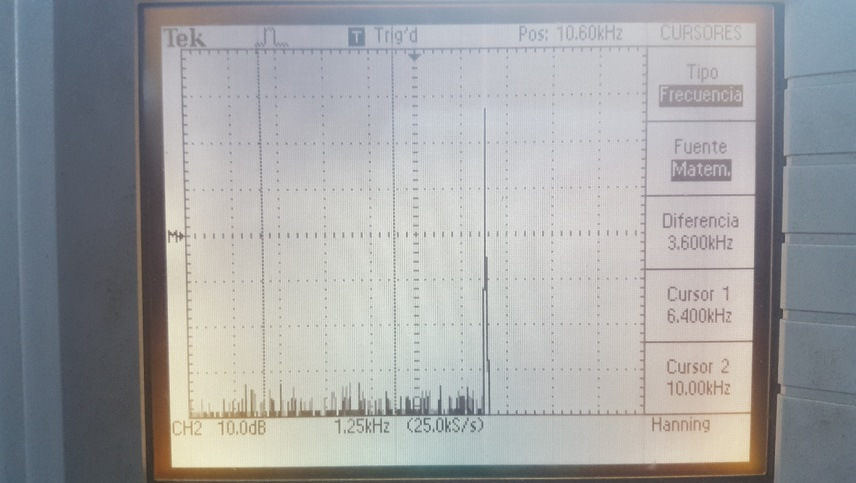 Tek T Trig'd Pos: 10.60kHz CURSORES
Tipo
Frecuencia
Fuente
Matem.
M
Diferencia
3.600kHz
Cursor 1
6.400kHz
Cursor 2
10.00kHz
CH2 10.0dB 1.25kHz (25.0kS/s) Hanning